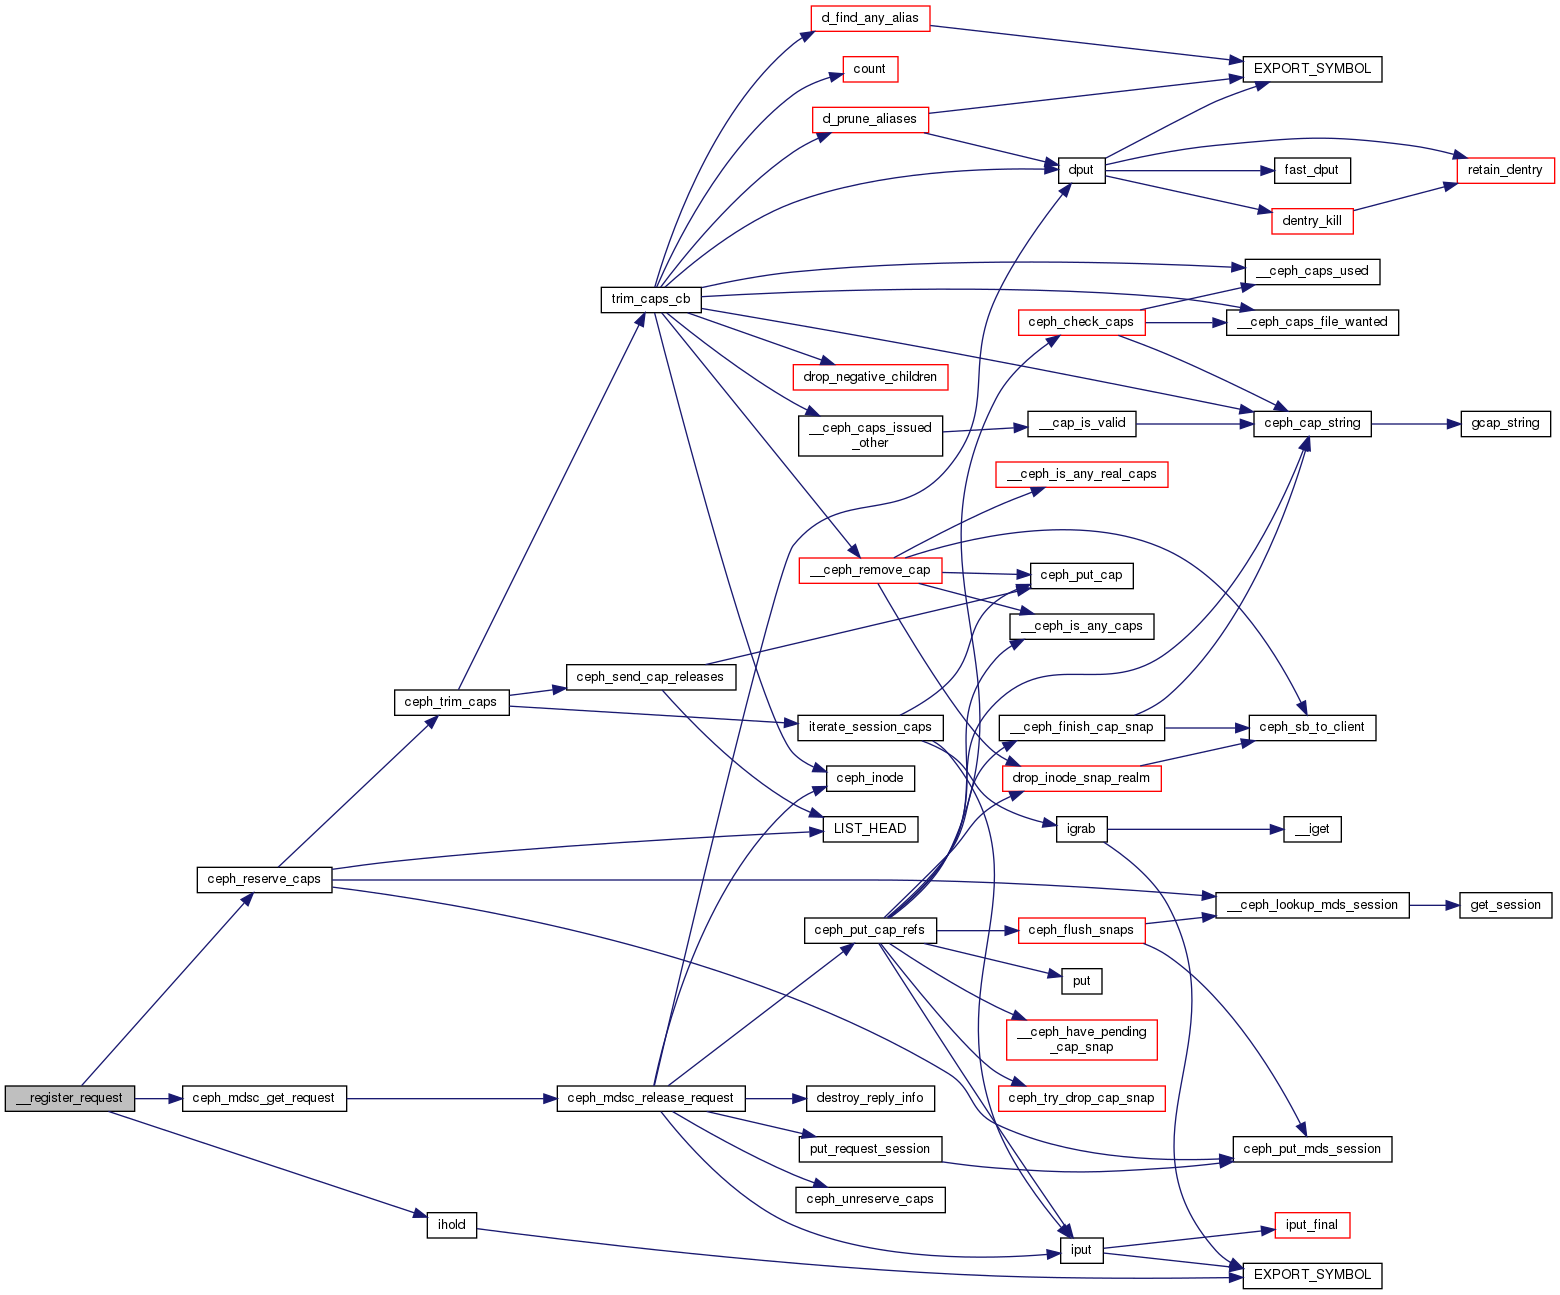 d_find_any_alias
count
EXPORT_SYMBOL
d_prune_aliases
dput
fast_dput
retain_dentry
dentry_kill
__ceph_caps_used
trim_caps_cb
ceph_check_caps
__ceph_caps_file_wanted
drop_negative_children
__ceph_caps_issued
_other
__cap_is_valid
ceph_cap_string
gcap_string
__ceph_is_any_real_caps
__ceph_remove_cap
ceph_put_cap
__ceph_is_any_caps
ceph_send_cap_releases
ceph_trim_caps
iterate_session_caps
__ceph_finish_cap_snap
ceph_sb_to_client
ceph_inode
drop_inode_snap_realm
LIST_HEAD
igrab
__iget
ceph_reserve_caps
__ceph_lookup_mds_session
get_session
ceph_put_cap_refs
ceph_flush_snaps
put
__ceph_have_pending
_cap_snap
__register_request
ceph_mdsc_get_request
ceph_mdsc_release_request
destroy_reply_info
ceph_try_drop_cap_snap
put_request_session
ceph_put_mds_session
ceph_unreserve_caps
ihold
iput
iput_final
EXPORT_SYMBOL